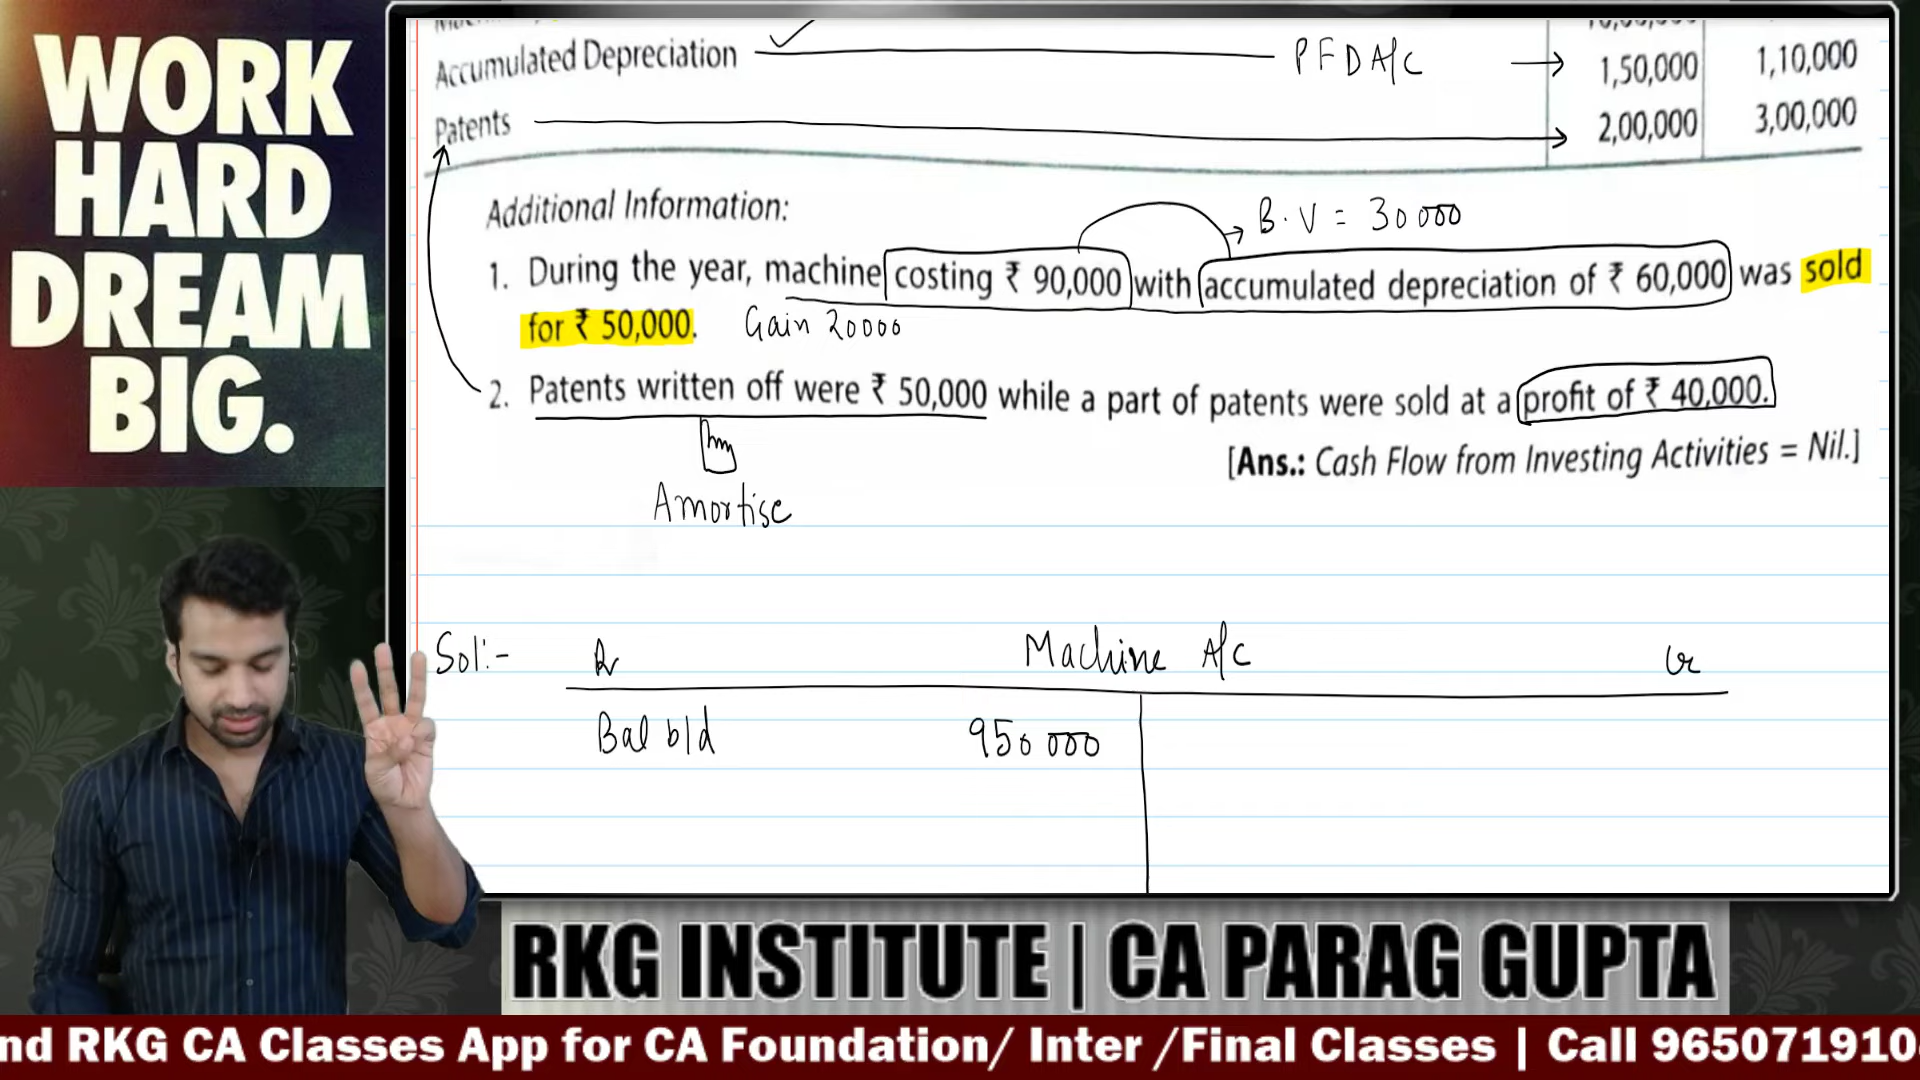 WORK
HARD
DREAM
BIG.
Accumulated Depreciation P F D A/C → 1,50,000 1,10,000
Patents 2,00,000 3,00,000
Additional Information:
B.V = 30000
1. During the year, machine costing ₹ 90,000 with accumulated depreciation of ₹ 60,000 was sold
for ₹ 50,000. Gain 20000
2. Patents written off were ₹ 50,000 while a part of patents were sold at a profit of ₹ 40,000.
[Ans.: Cash Flow from Investing Activities = Nil.]
Amortise
Sol:- Dr Machine A/C Cr
Bal b/d 950000
RKG INSTITUTE | CA PARAG GUPTA
nd RKG CA Classes App for CA Foundation/ Inter /Final Classes | Call 965071910